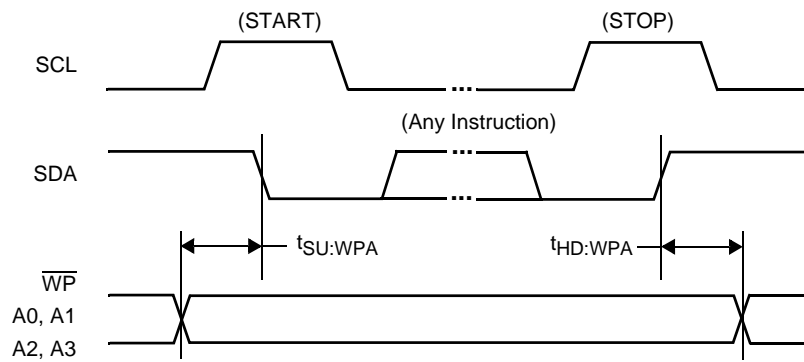 (START)
(STOP)
SCL
(Any Instruction)
SDA
tSU:WPA
tHD:WPA
WP
A0, A1
A2, A3